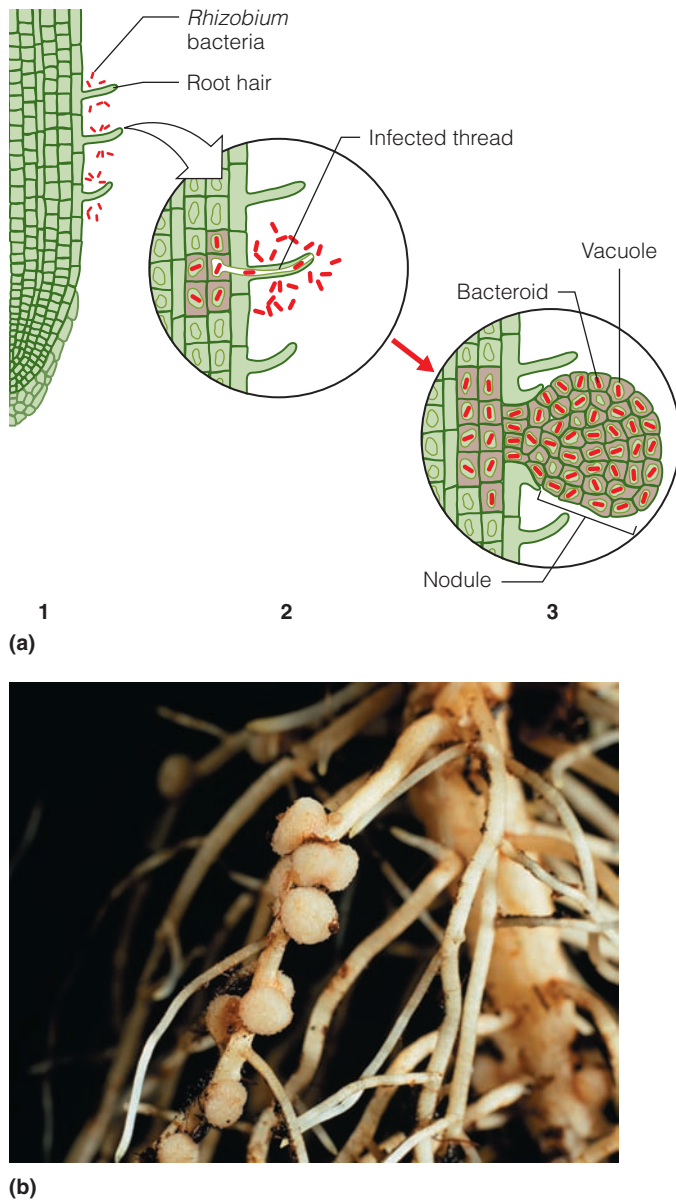 Rhizobium
bacteria
Root hair
Infected thread
Vacuole
Bacteroid
Nodule
1 2 3
(a)
(b)